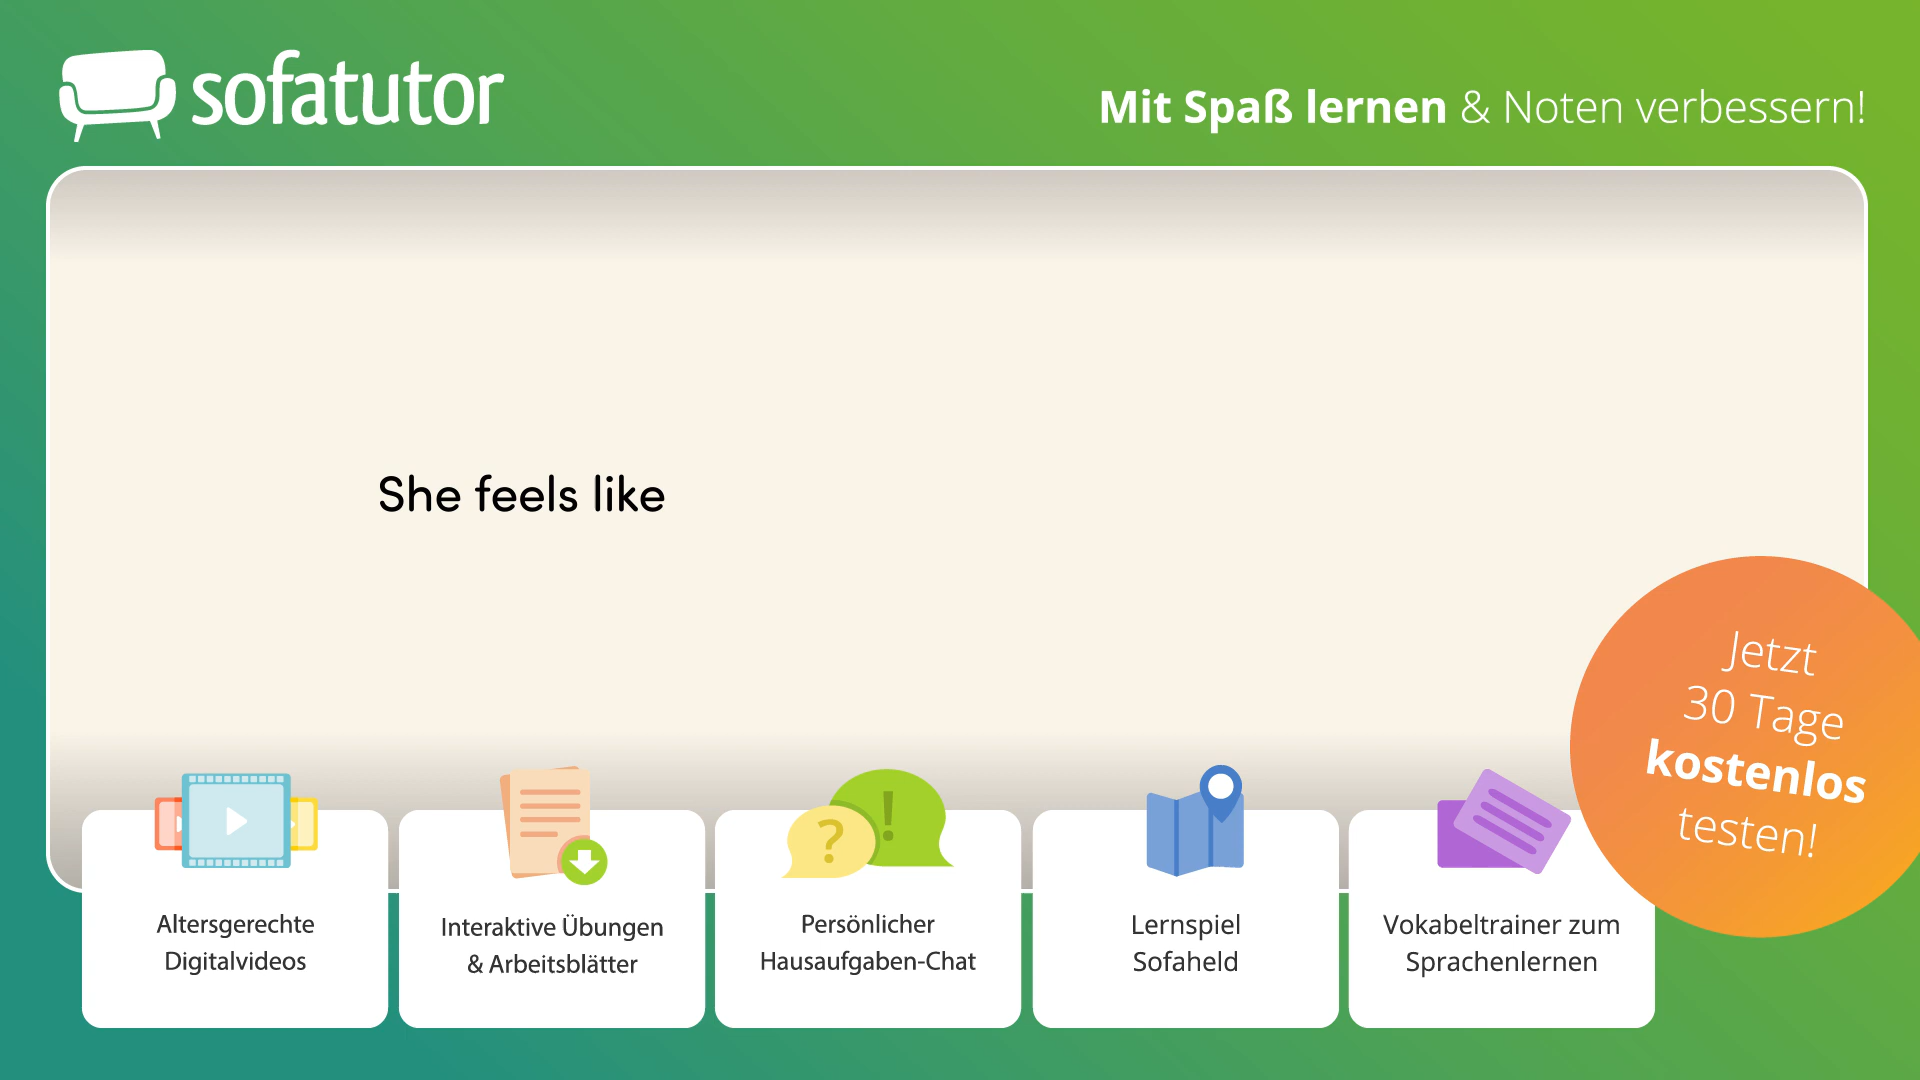 sofatutor
Mit Spaß lernen & Noten verbessern!
She feels like
Jetzt
30 Tage
kostenlos
testen!
?
!
Altersgerechte
Digitalvideos
Interaktive Übungen
& Arbeitsblätter
Persönlicher
Hausaufgaben-Chat
Lernspiel
Sofaheld
Vokabeltrainer zum
Sprachenlernen